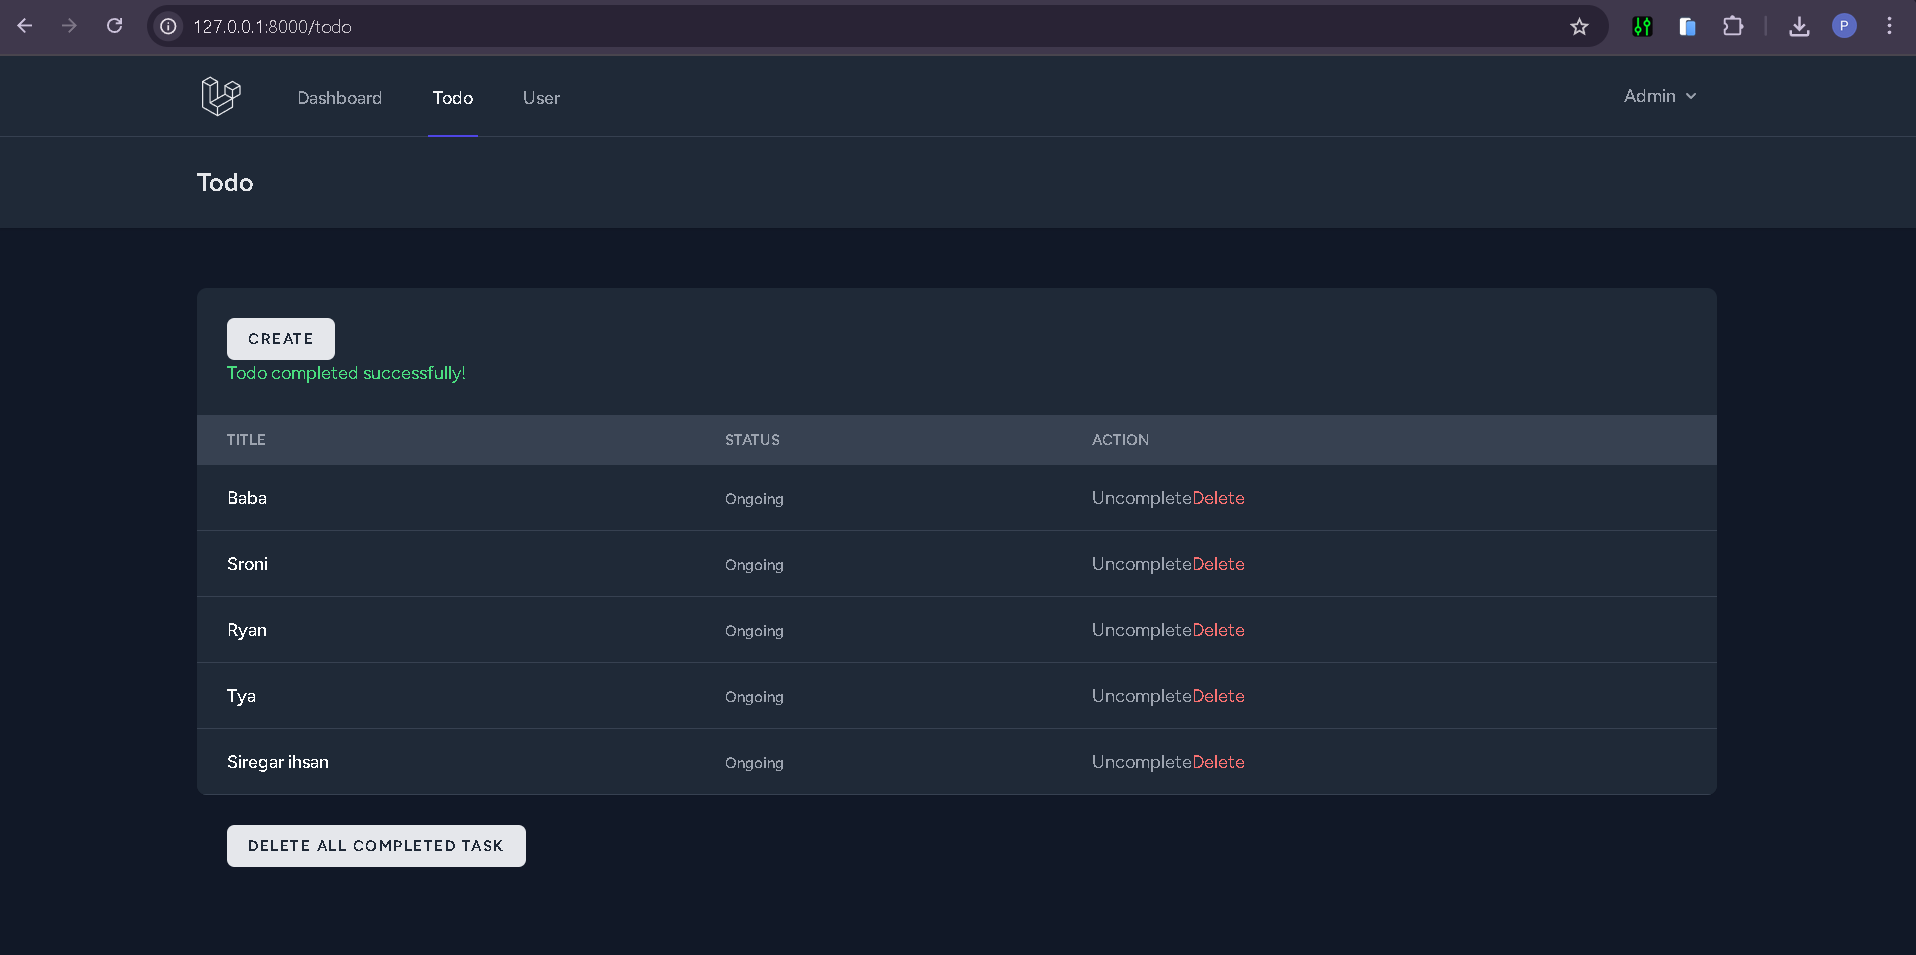 127.0.0.1:8000/todo
P
Dashboard Todo User Admin
Todo
CREATE
Todo completed successfully!
TITLE STATUS ACTION
Baba Ongoing UncompleteDelete
Sroni Ongoing UncompleteDelete
Ryan Ongoing UncompleteDelete
Tya Ongoing UncompleteDelete
Siregar ihsan Ongoing UncompleteDelete
DELETE ALL COMPLETED TASK